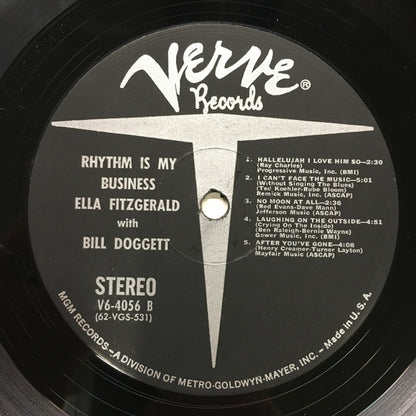 Verve®
Records
RHYTHM IS MY
BUSINESS
ELLA FITZGERALD
with
BILL DOGGETT
STEREO
V6-4056 B
(62-VGS-531)
1. HALLELUJAH I LOVE HIM SO—2:30
(Ray Charles)
Progressive Music, Inc. (BMI)
2. I CAN'T FACE THE MUSIC—5:01
(Without Singing The Blues)
(Ted Koehler-Rube Bloom)
Remick Music, Inc. (ASCAP)
3. NO MOON AT ALL—2:36
(Red Evans-Dave Mann)
Jefferson Music (ASCAP)
4. LAUGHING ON THE OUTSIDE—4:51
(Crying On The Inside)
(Ben Raleigh-Bernie Wayne)
Gower Music, Inc. (BMI)
5. AFTER YOU'VE GONE—4:08
(Henry Creamer-Turner Layton)
Mayfair Music (ASCAP)
MGM RECORDS—A DIVISION OF METRO-GOLDWYN-MAYER, INC.—Made in U.S.A.